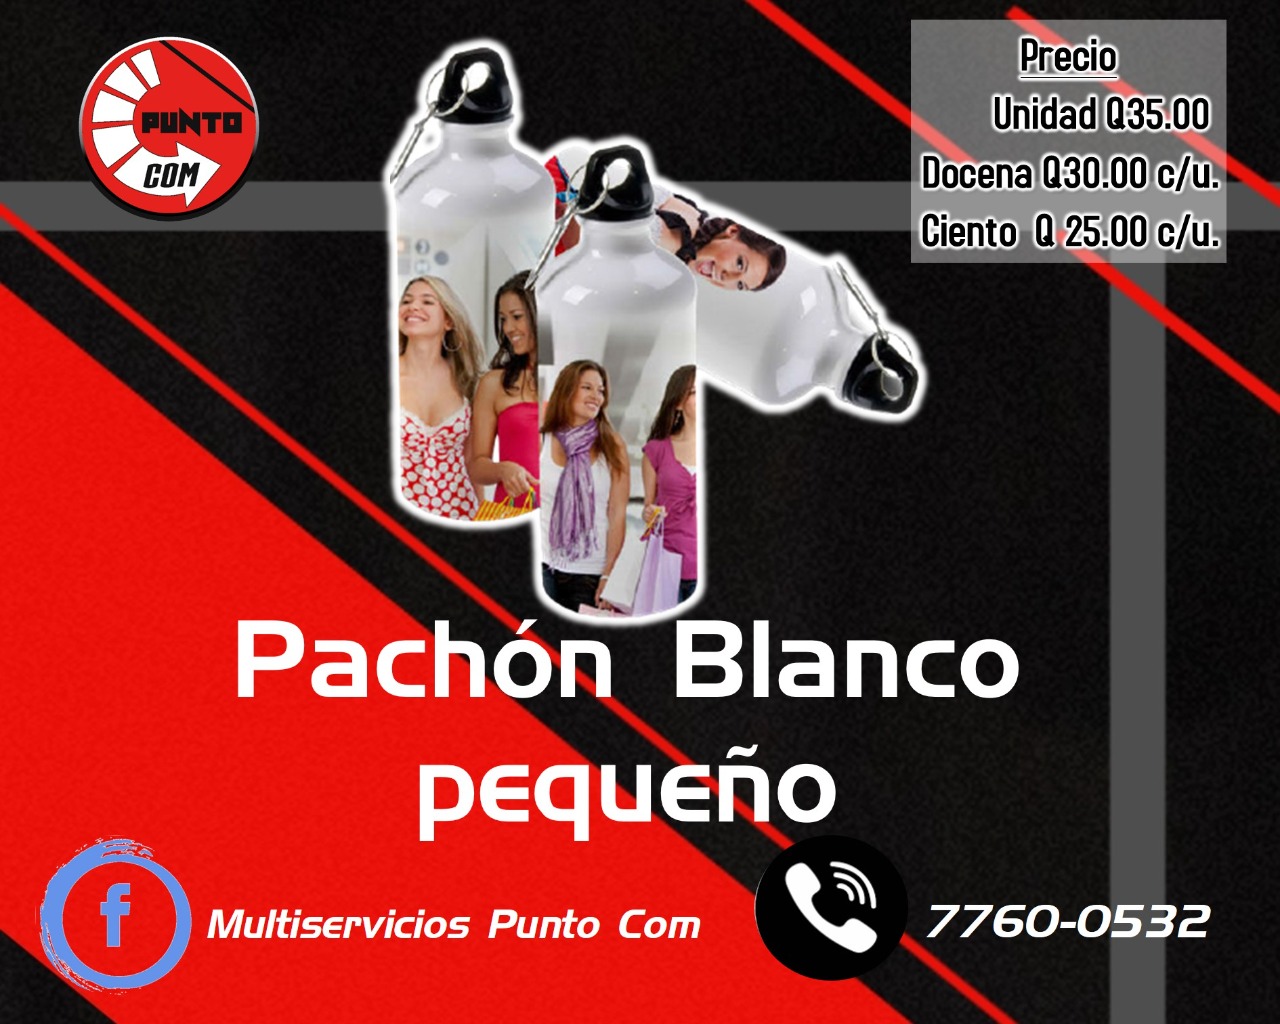 PUNTO
COM
Precio
Unidad Q35.00
Docena Q30.00 c/u.
Ciento Q 25.00 c/u.
Pachón Blanco
pequeño
f
Multiservicios Punto Com
7760-0532